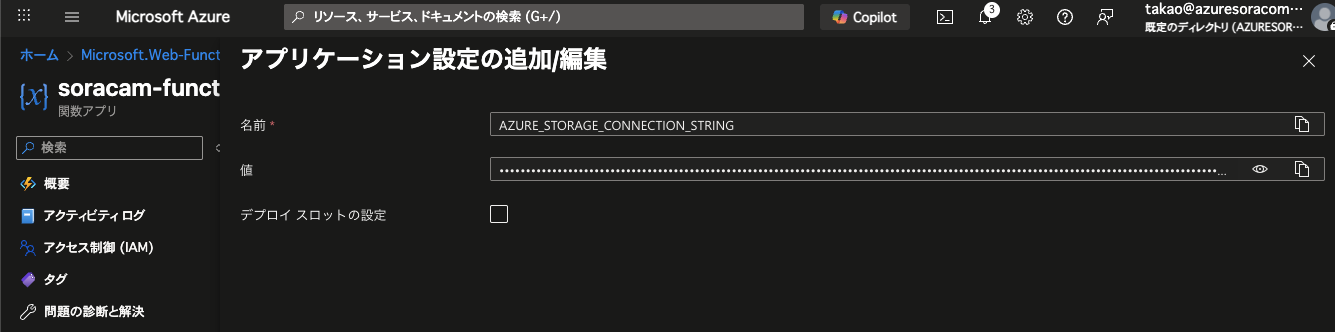 Microsoft Azure
リソース、サービス、ドキュメントの検索 (G+/)
Copilot
3
takao@azuresoracom…
既定のディレクトリ (AZURESOR…
ホーム > Microsoft.Web-Funct
soracam-funct
関数アプリ
検索
概要
アクティビティ ログ
アクセス制御 (IAM)
タグ
問題の診断と解決
アプリケーション設定の追加/編集
名前 *
AZURE_STORAGE_CONNECTION_STRING
値
デプロイ スロットの設定